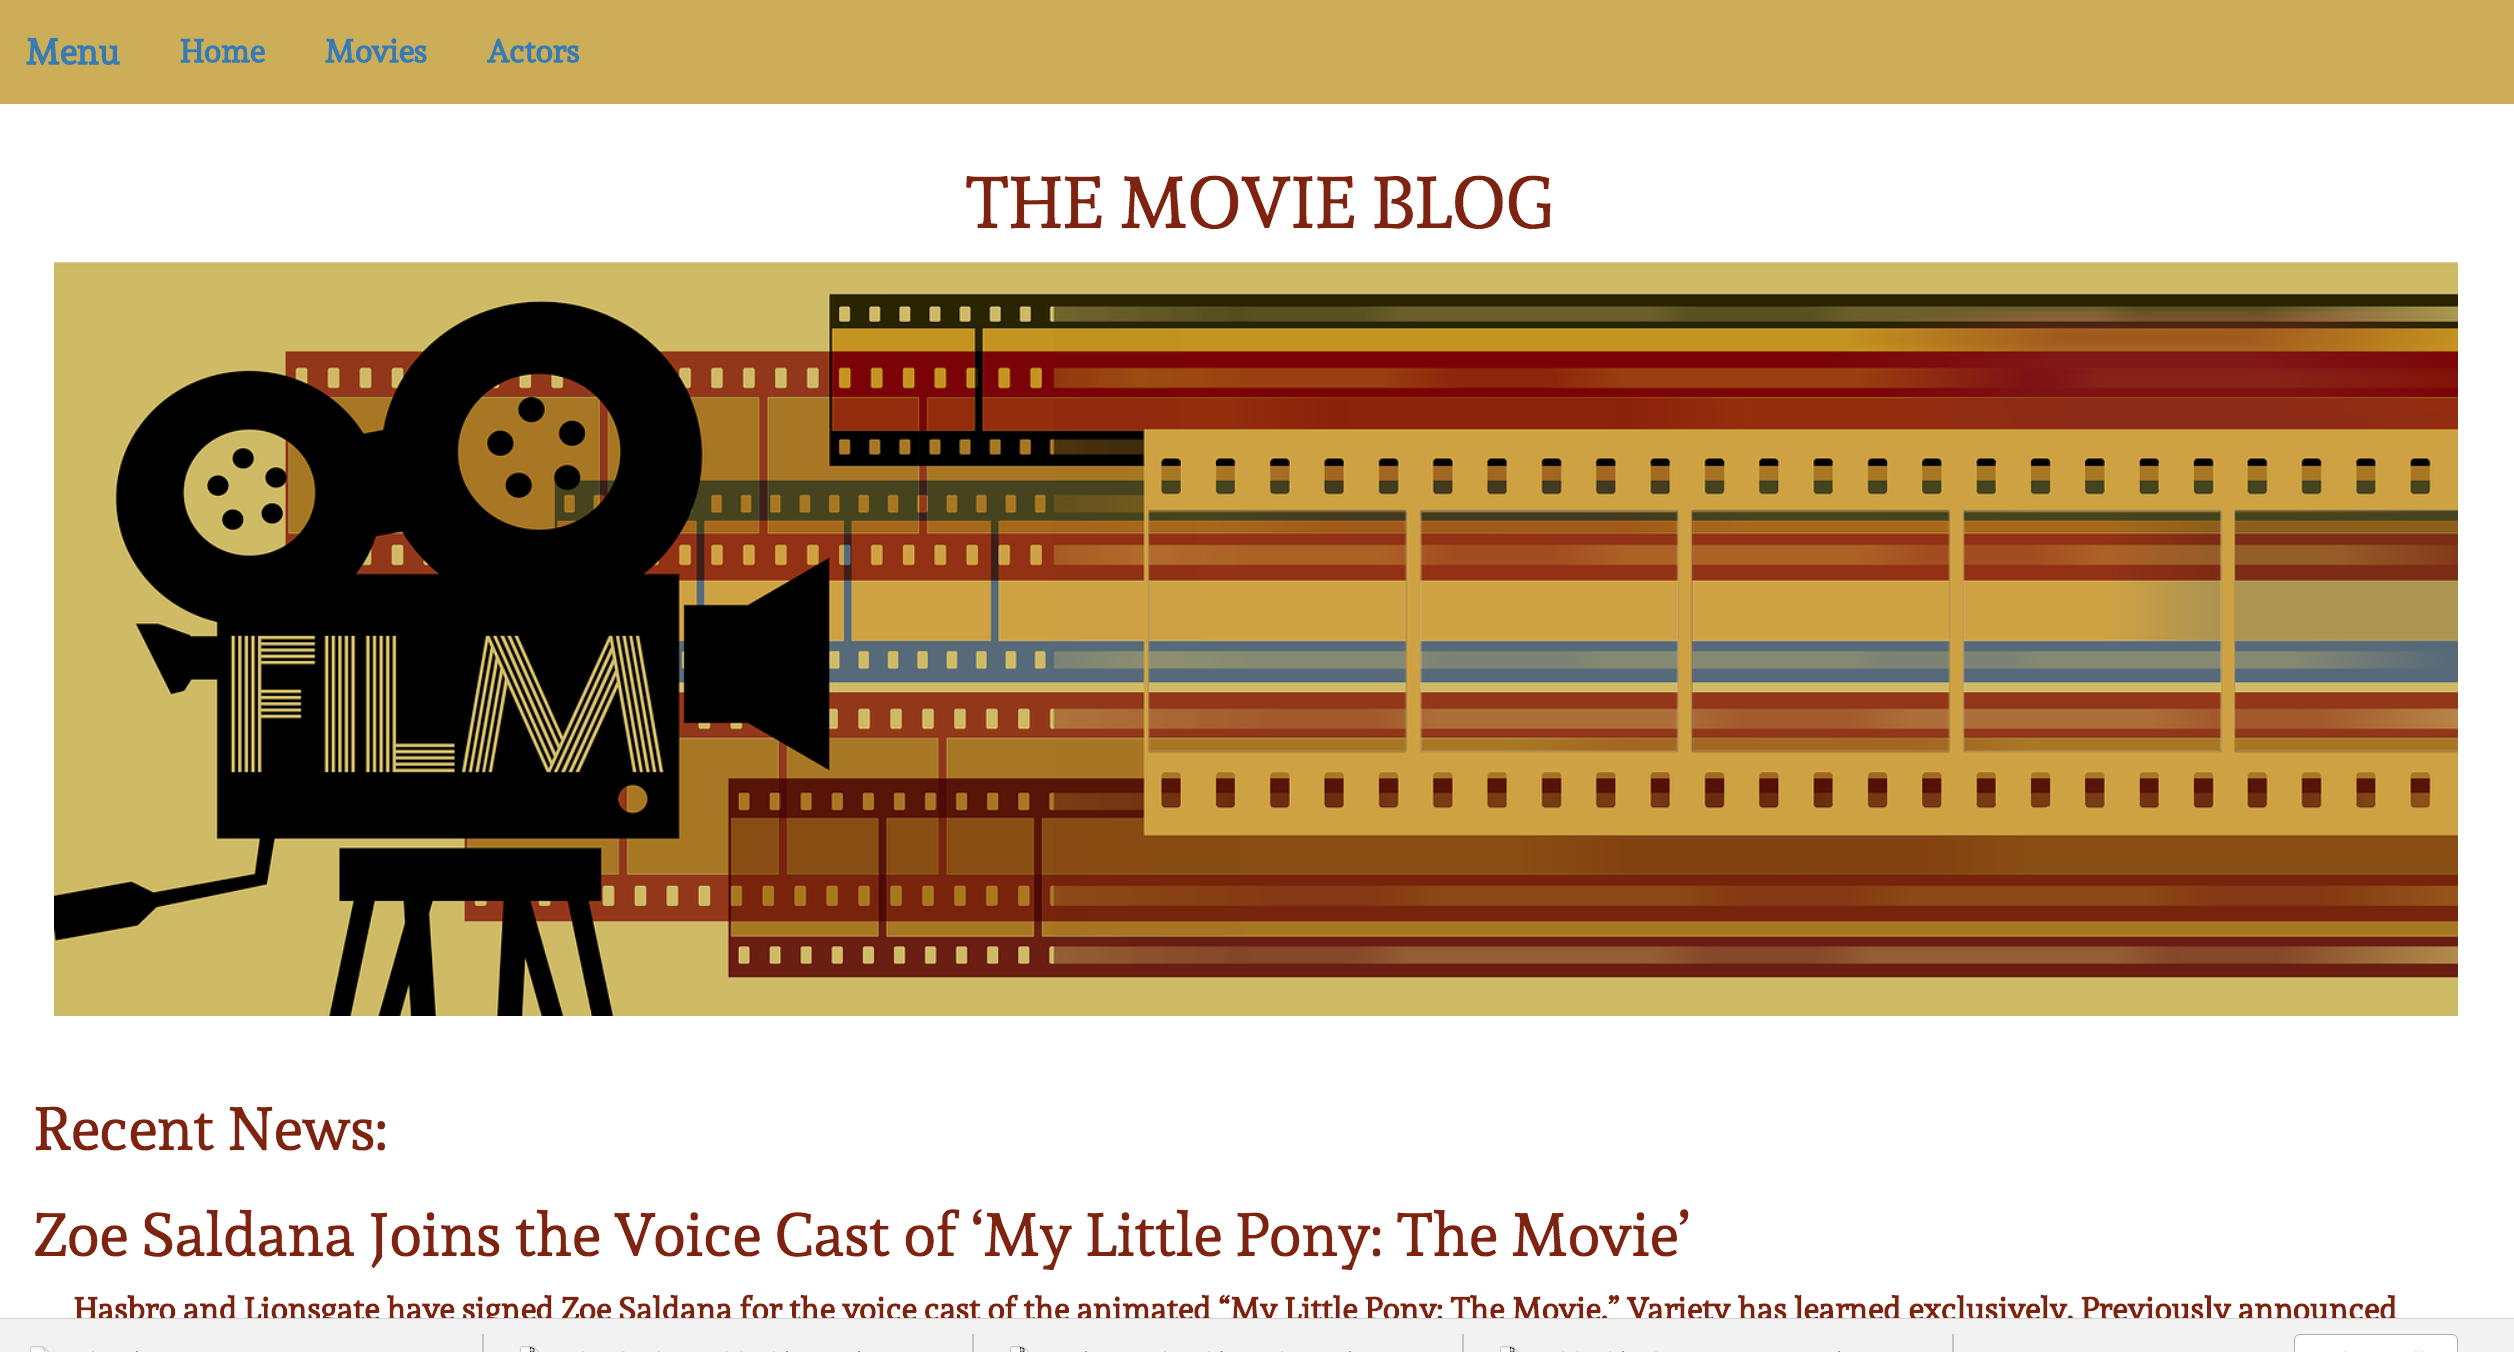 Menu Home Movies Actors
THE MOVIE BLOG
FILM
Recent News:
Zoe Saldana Joins the Voice Cast of ‘My Little Pony: The Movie’
Hasbro and Lionsgate have signed Zoe Saldana for the voice cast of the animated “My Little Pony: The Movie.” Variety has learned exclusively. Previously announced